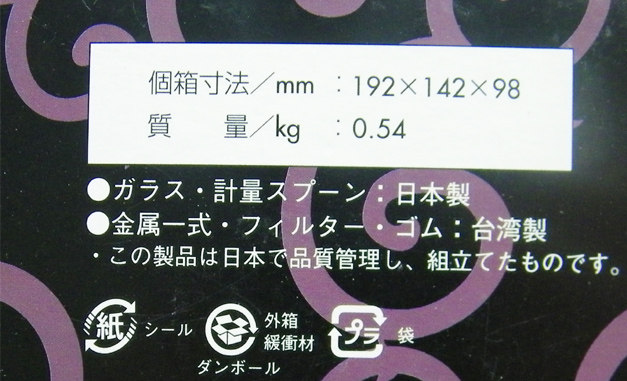 個箱寸法／mm ：192×142×98
質　　量／kg ：0.54
●ガラス・計量スプーン：日本製
●金属一式・フィルター・ゴム：台湾製
・この製品は日本で品質管理し、組立てたものです。
紙 シール
外箱
緩衝材
ダンボール
プラ 袋